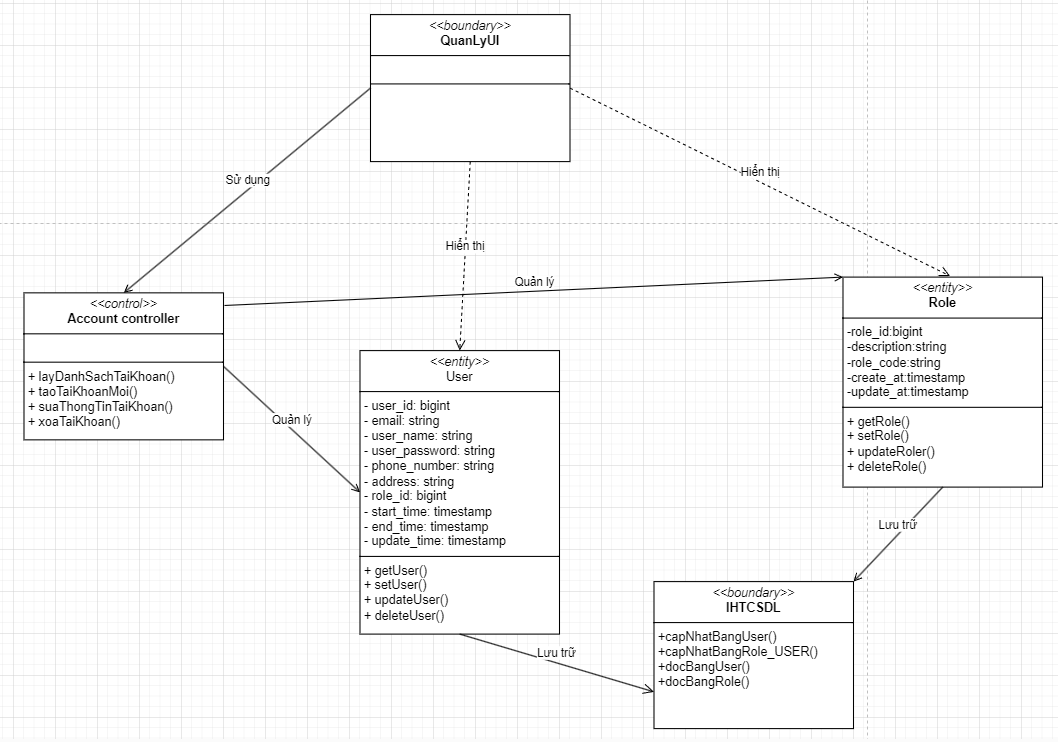 <<boundary>>
QuanLyUI
Sử dụng
Hiển thị
Hiển thị
Quản lý
<<control>>
Account controller
+ layDanhSachTaiKhoan()
+ taoTaiKhoanMoi()
+ suaThongTinTaiKhoan()
+ xoaTaiKhoan()
Quản lý
<<entity>>
User
- user_id: bigint
- email: string
- user_name: string
- user_password: string
- phone_number: string
- address: string
- role_id: bigint
- start_time: timestamp
- end_time: timestamp
- update_time: timestamp
+ getUser()
+ setUser()
+ updateUser()
+ deleteUser()
<<entity>>
Role
-role_id:bigint
-description:string
-role_code:string
-create_at:timestamp
-update_at:timestamp
+ getRole()
+ setRole()
+ updateRoler()
+ deleteRole()
Lưu trữ
Lưu trữ
<<boundary>>
IHTCSDL
+capNhatBangUser()
+capNhatBangRole_USER()
+docBangUser()
+docBangRole()